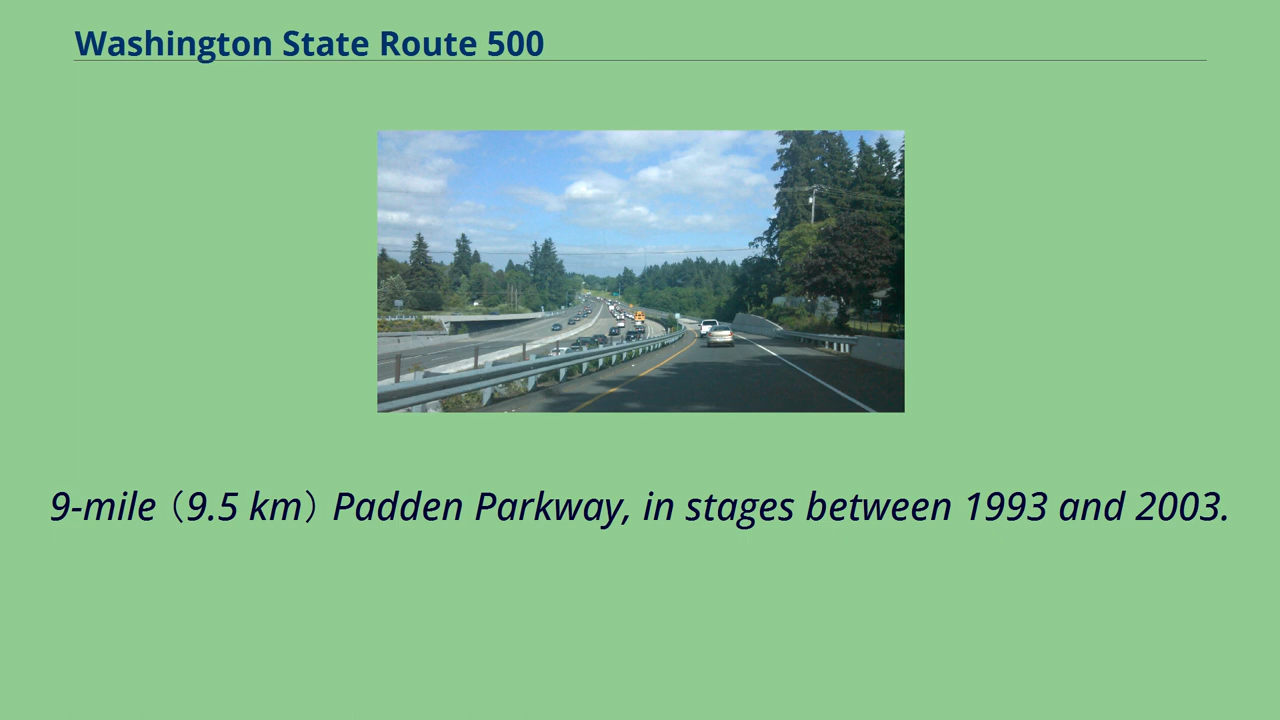 Washington State Route 500
9-mile (9.5 km) Padden Parkway, in stages between 1993 and 2003.